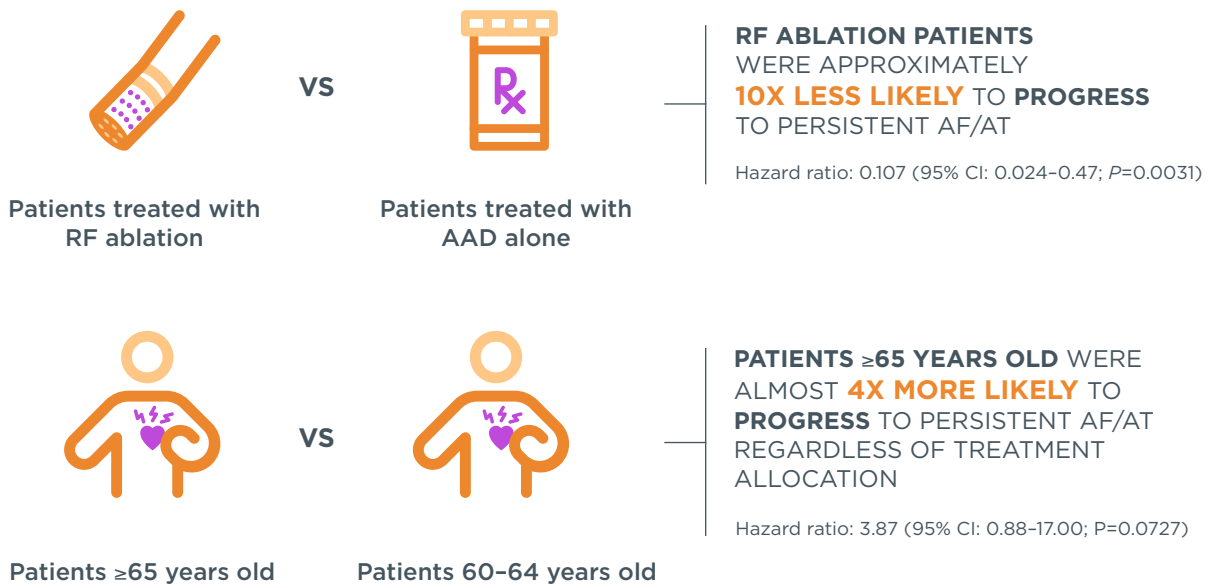 VS
Rx
RF ABLATION PATIENTS
WERE APPROXIMATELY
10X LESS LIKELY TO PROGRESS
TO PERSISTENT AF/AT
Hazard ratio: 0.107 (95% CI: 0.024–0.47; P=0.0031)
Patients treated with
RF ablation
Patients treated with
AAD alone
VS
PATIENTS ≥65 YEARS OLD WERE
ALMOST 4X MORE LIKELY TO
PROGRESS TO PERSISTENT AF/AT
REGARDLESS OF TREATMENT
ALLOCATION
Hazard ratio: 3.87 (95% CI: 0.88–17.00; P=0.0727)
Patients ≥65 years old
Patients 60–64 years old